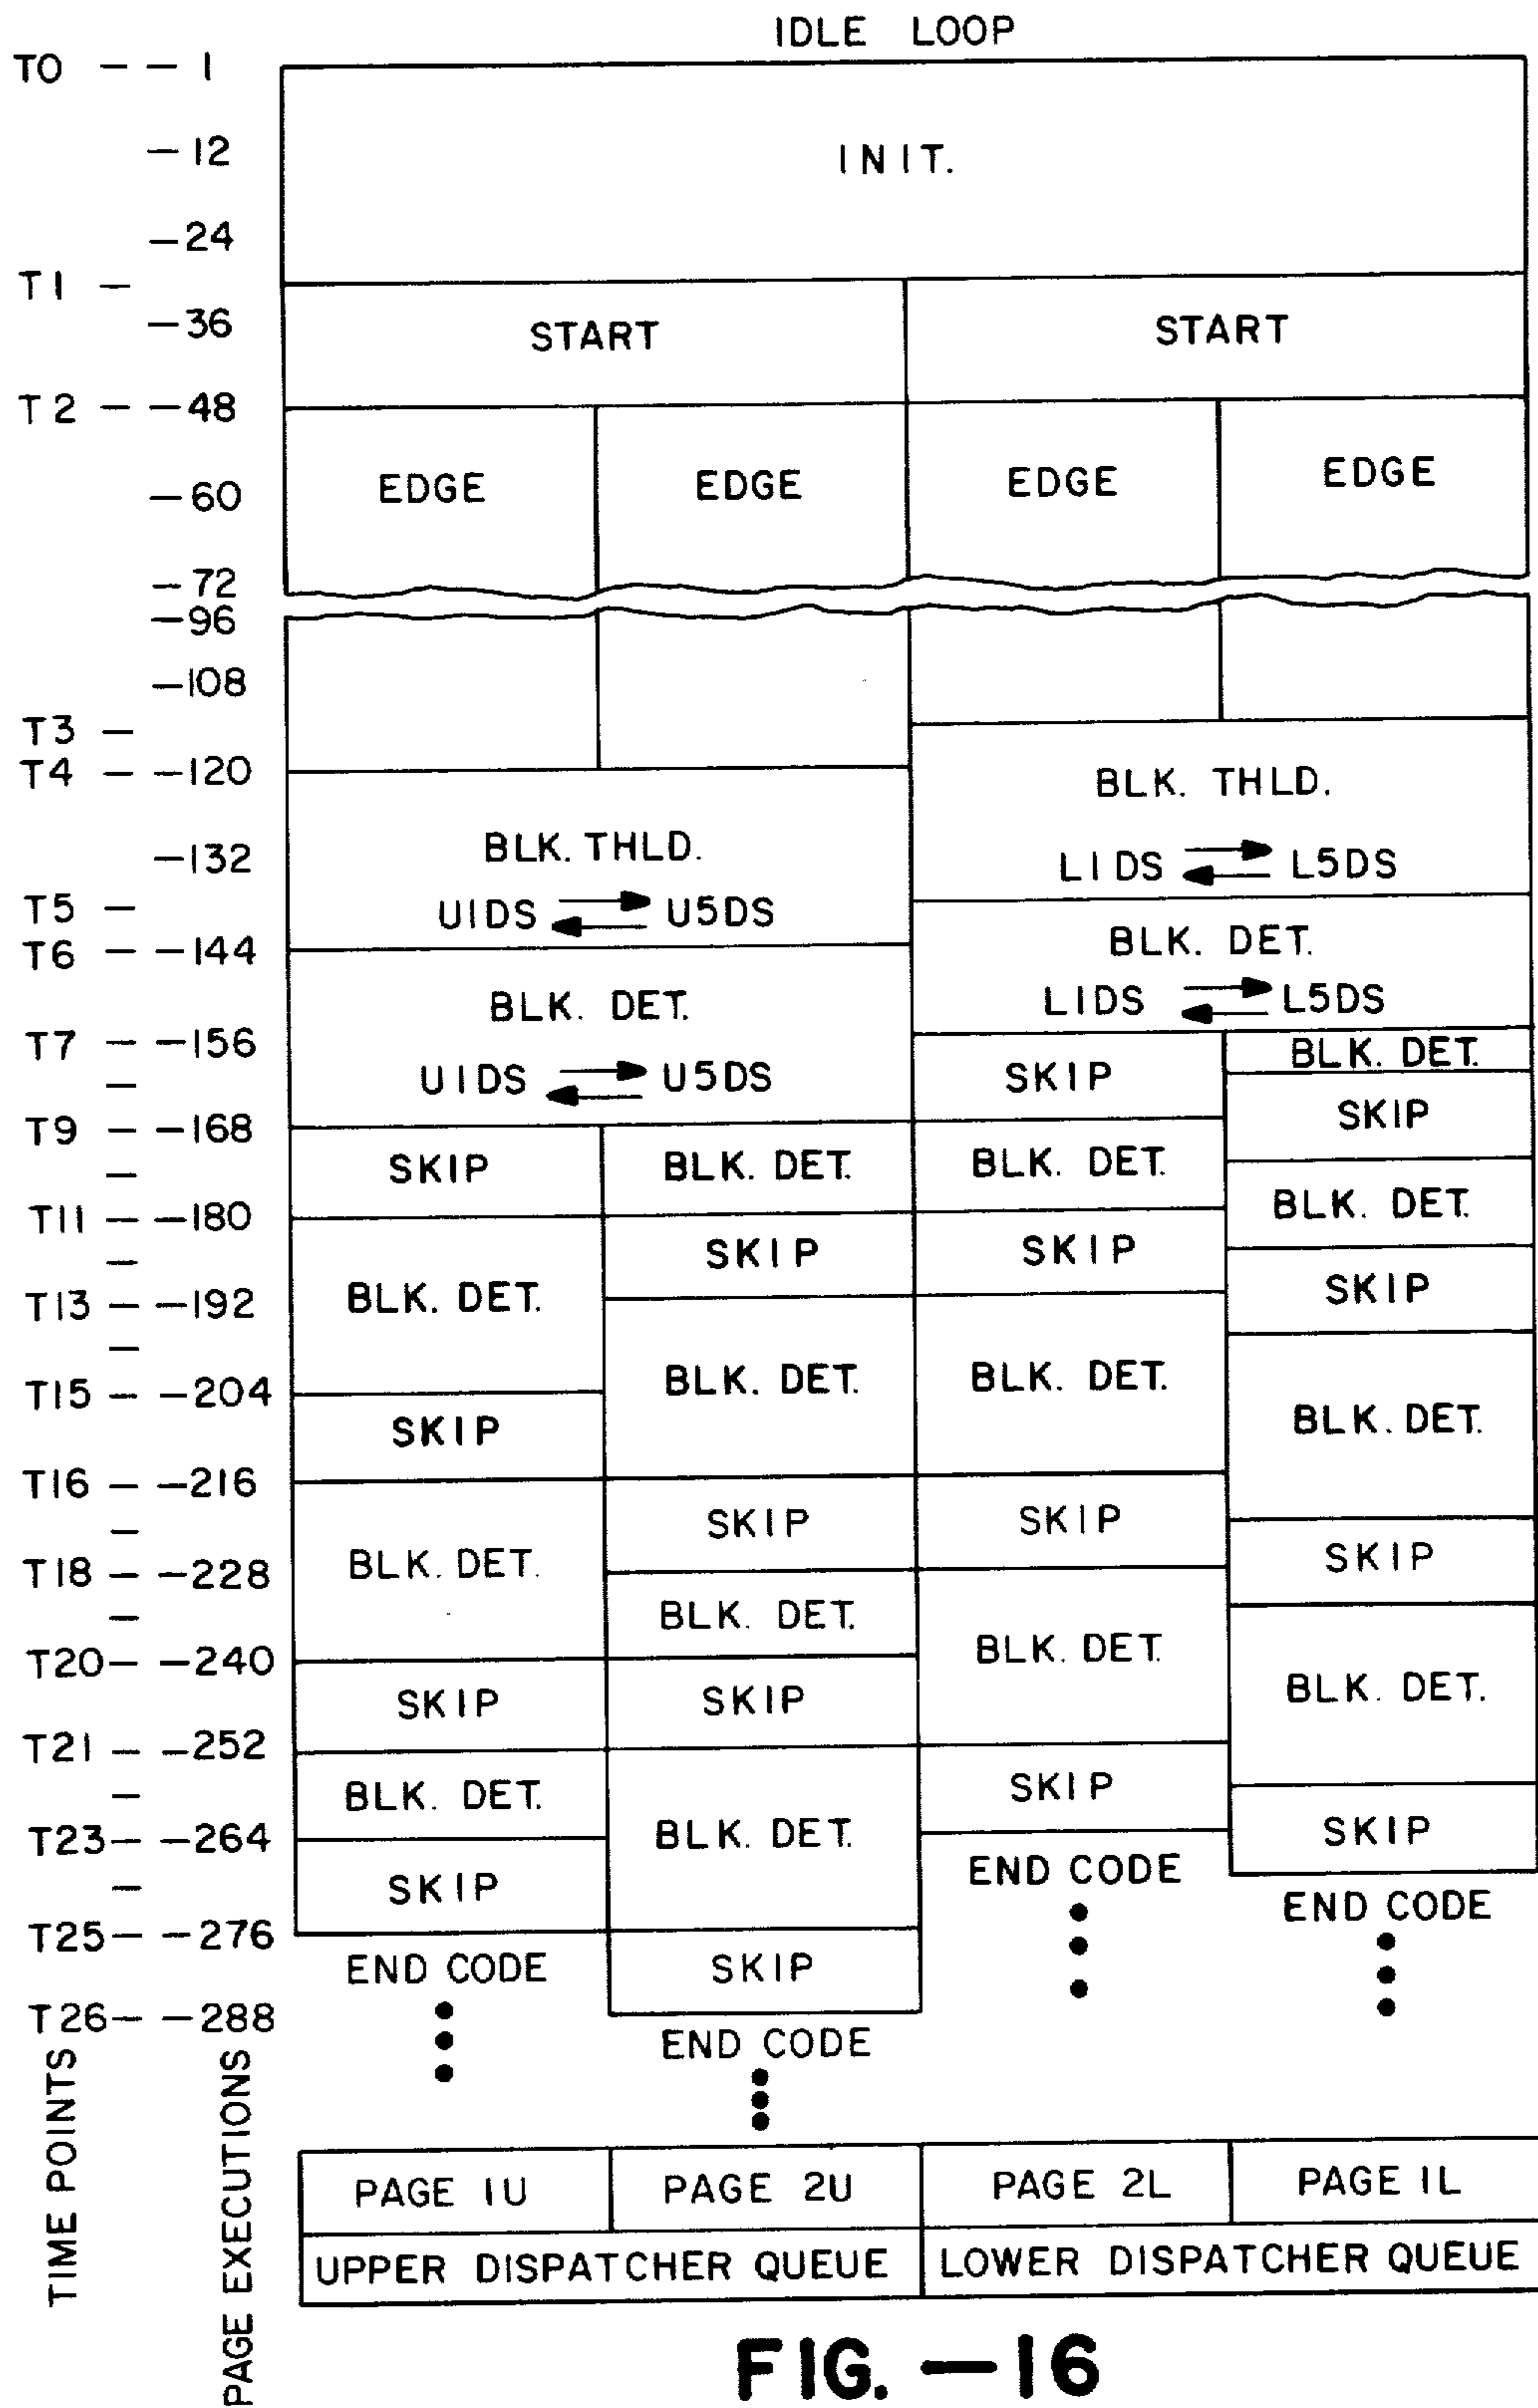 IDLE LOOP
T0 - - 1
INIT.
-12
-24
T1 -
START START
-36
T2 - -48
EDGE EDGE EDGE EDGE
-60
-72
-96
-108
T3 -
T4 - -120
BLK. THLD.
BLK. THLD.
-132
L1DS L5DS
T5 -
U1DS U5DS
BLK. DET.
T6 - -144
L1DS L5DS
BLK. DET.
T7 - -156
BLK. DET.
U1DS U5DS SKIP
-
SKIP
T9 - -168
SKIP BLK. DET. BLK. DET.
-
BLK. DET.
T11 - -180
SKIP SKIP
-
SKIP
BLK. DET.
T13 - -192
BLK. DET. BLK. DET.
-
T15 - -204
BLK. DET.
SKIP
T16 - -216
SKIP SKIP
-
SKIP
BLK. DET.
T18 - -228
BLK. DET.
-
BLK. DET.
T20 - -240
BLK. DET.
SKIP SKIP
T21 - -252
SKIP
BLK. DET.
-
BLK. DET.
SKIP
T23 - -264
END CODE
SKIP
-
END CODE
T25 - -276
END CODE SKIP
T26 - -288
END CODE
TIME POINTS
PAGE EXECUTIONS
PAGE 1U PAGE 2U PAGE 2L PAGE 1L
UPPER DISPATCHER QUEUE LOWER DISPATCHER QUEUE
FIG. —16